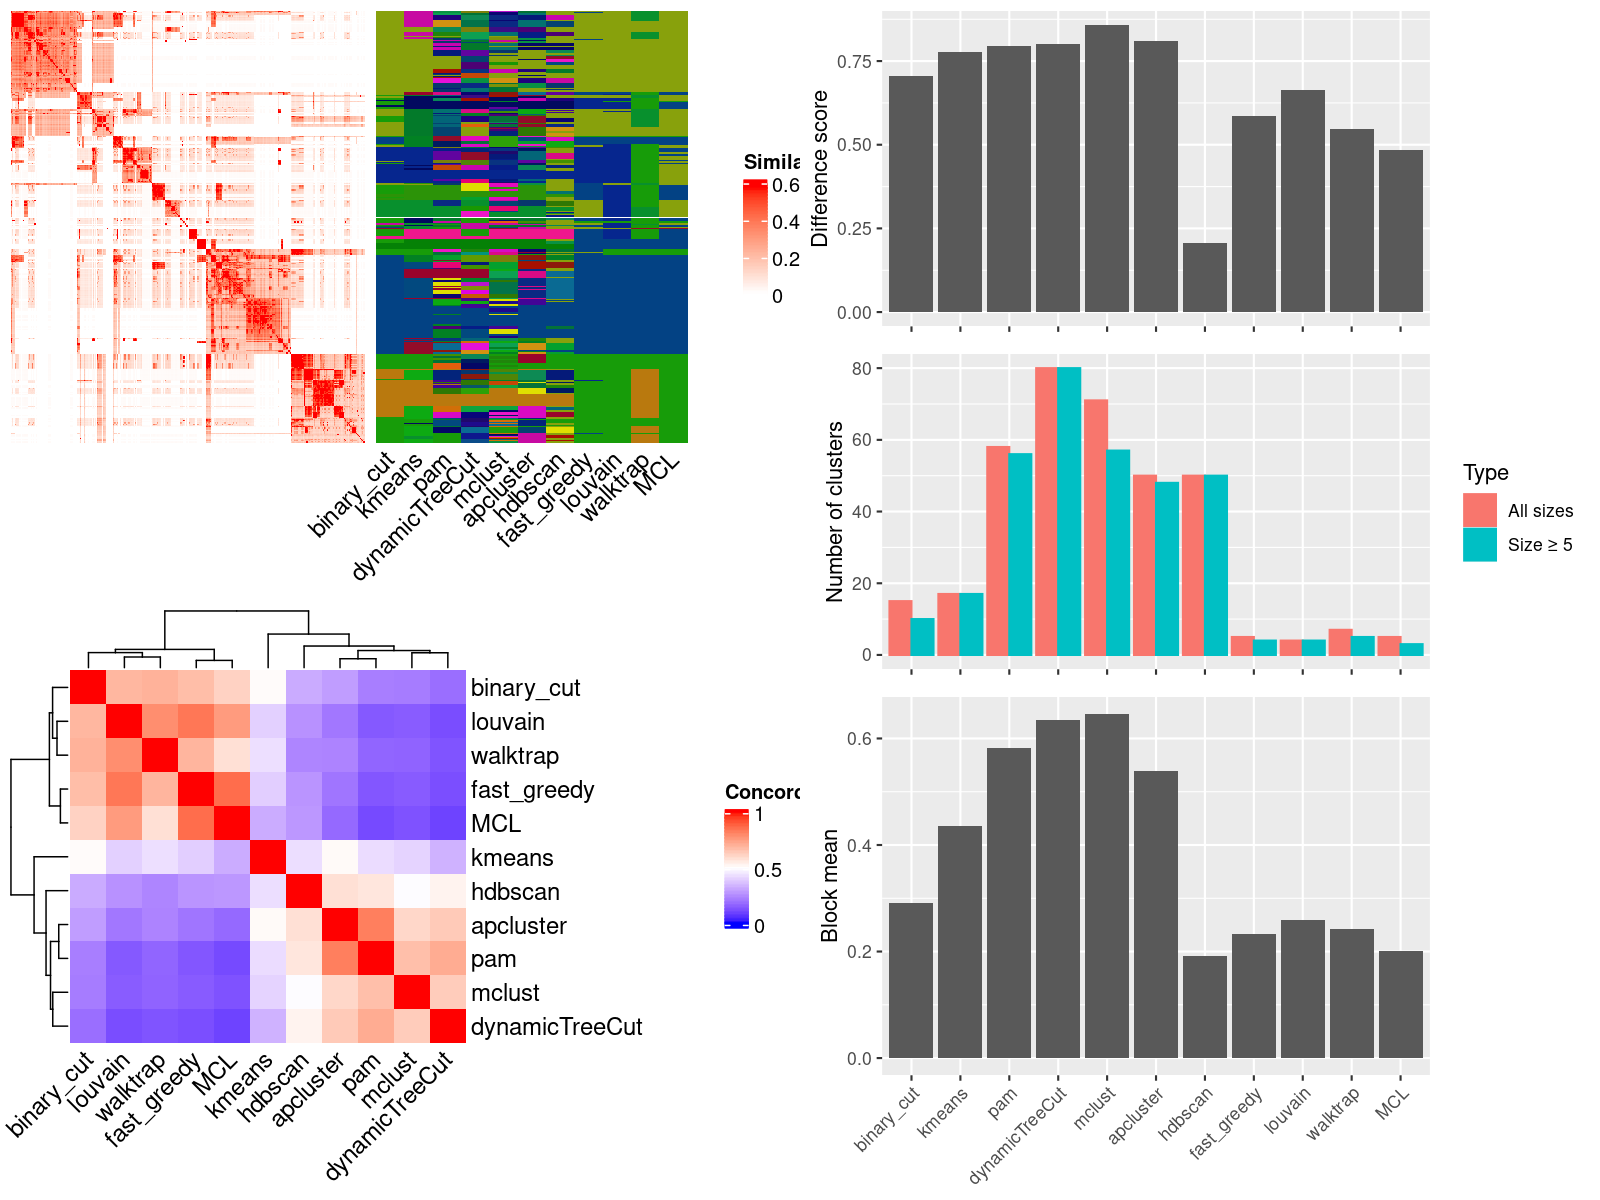 Simila
0.6
0.4
0.2
0
binary_cut
kmeans
pam
dynamicTreeCut
mclust
apcluster
hdbscan
fast_greedy
louvain
walktrap
MCL
binary_cut
louvain
walktrap
fast_greedy
MCL
kmeans
hdbscan
apcluster
pam
mclust
dynamicTreeCut
binary_cut
louvain
walktrap
fast_greedy
MCL
kmeans
hdbscan
apcluster
pam
mclust
dynamicTreeCut
Concord
1
0.5
0
Difference score
0.75
0.50
0.25
0.00
Number of clusters
80
60
40
20
0
Type
All sizes
Size ≥ 5
Block mean
0.6
0.4
0.2
0.0
binary_cut
kmeans
pam
dynamicTreeCut
mclust
apcluster
hdbscan
fast_greedy
louvain
walktrap
MCL